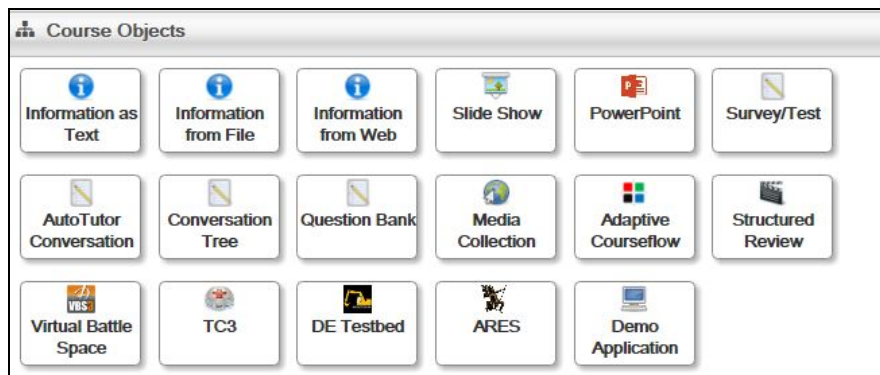 Course Objects
Information as
Text
Information
from File
Information
from Web
Slide Show
PowerPoint
Survey/Test
AutoTutor
Conversation
Conversation
Tree
Question Bank
Media
Collection
Adaptive
Courseflow
Structured
Review
VBS3
Virtual Battle
Space
TC3
DE Testbed
ARES
Demo
Application